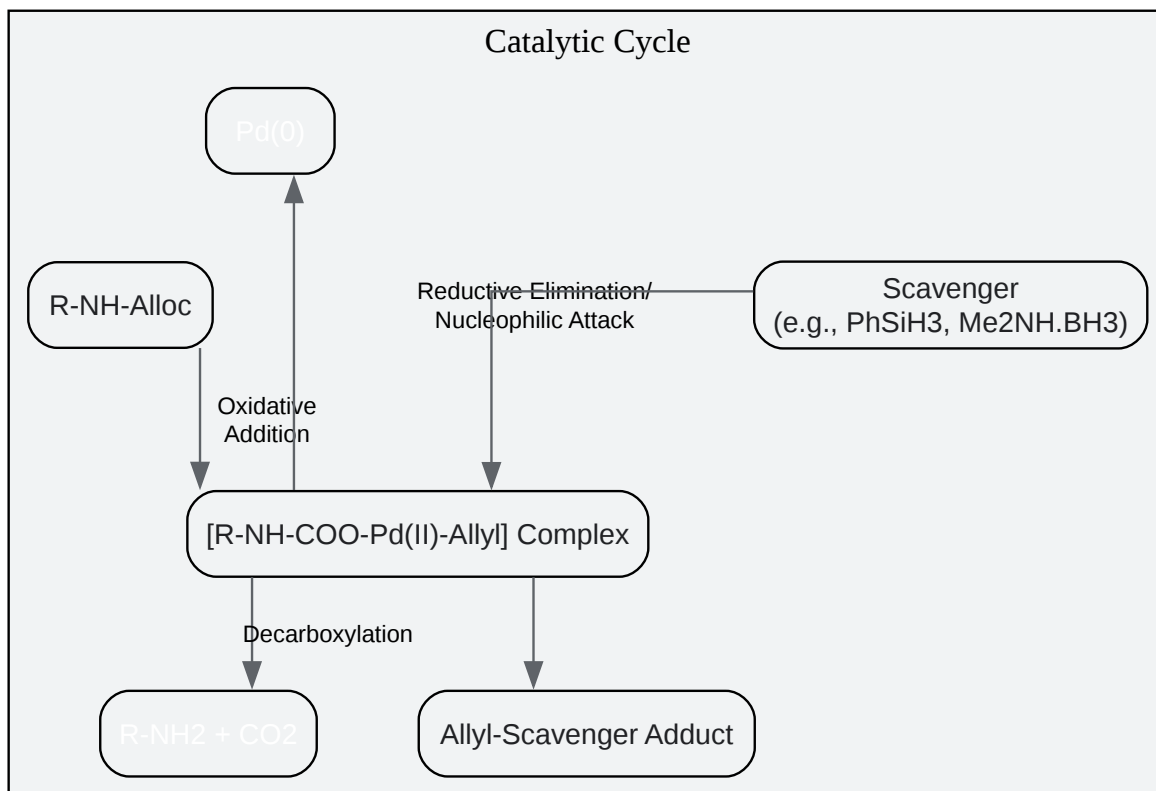 Catalytic Cycle
Pd(0)
R-NH-Alloc
Reductive Elimination/
Nucleophilic Attack
Scavenger
(e.g., PhSiH3, Me2NH.BH3)
Oxidative
Addition
[R-NH-COO-Pd(II)-Allyl] Complex
Decarboxylation
R-NH2 + CO2
Allyl-Scavenger Adduct